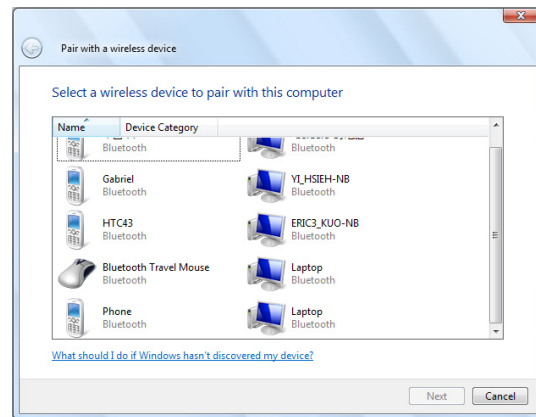 Pair with a wireless device
Select a wireless device to pair with this computer
Name Device Category
Bluetooth
Bluetooth
Gabriel
Bluetooth
YI_HSIEH-NB
Bluetooth
HTC43
Bluetooth
ERIC3_KUO-NB
Bluetooth
Bluetooth Travel Mouse
Bluetooth
Laptop
Bluetooth
Phone
Bluetooth
Laptop
Bluetooth
What should I do if Windows hasn't discovered my device?
Next Cancel